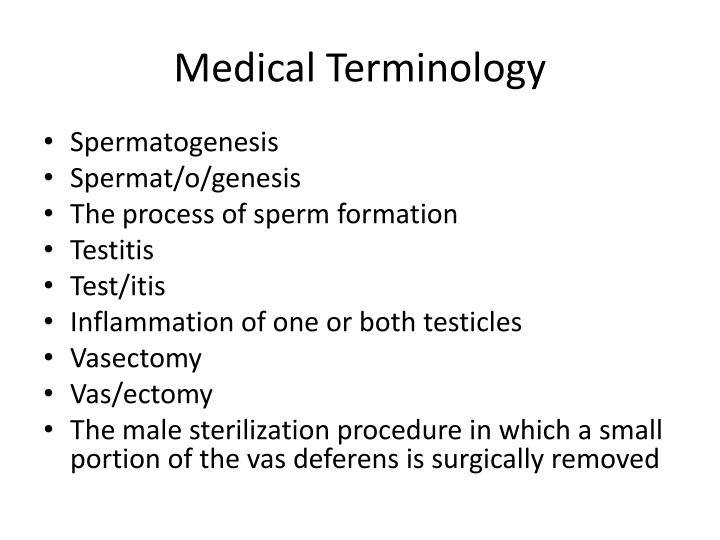 Medical Terminology
• Spermatogenesis
• Spermat/o/genesis
• The process of sperm formation
• Testitis
• Test/itis
• Inflammation of one or both testicles
• Vasectomy
• Vas/ectomy
• The male sterilization procedure in which a small
portion of the vas deferens is surgically removed